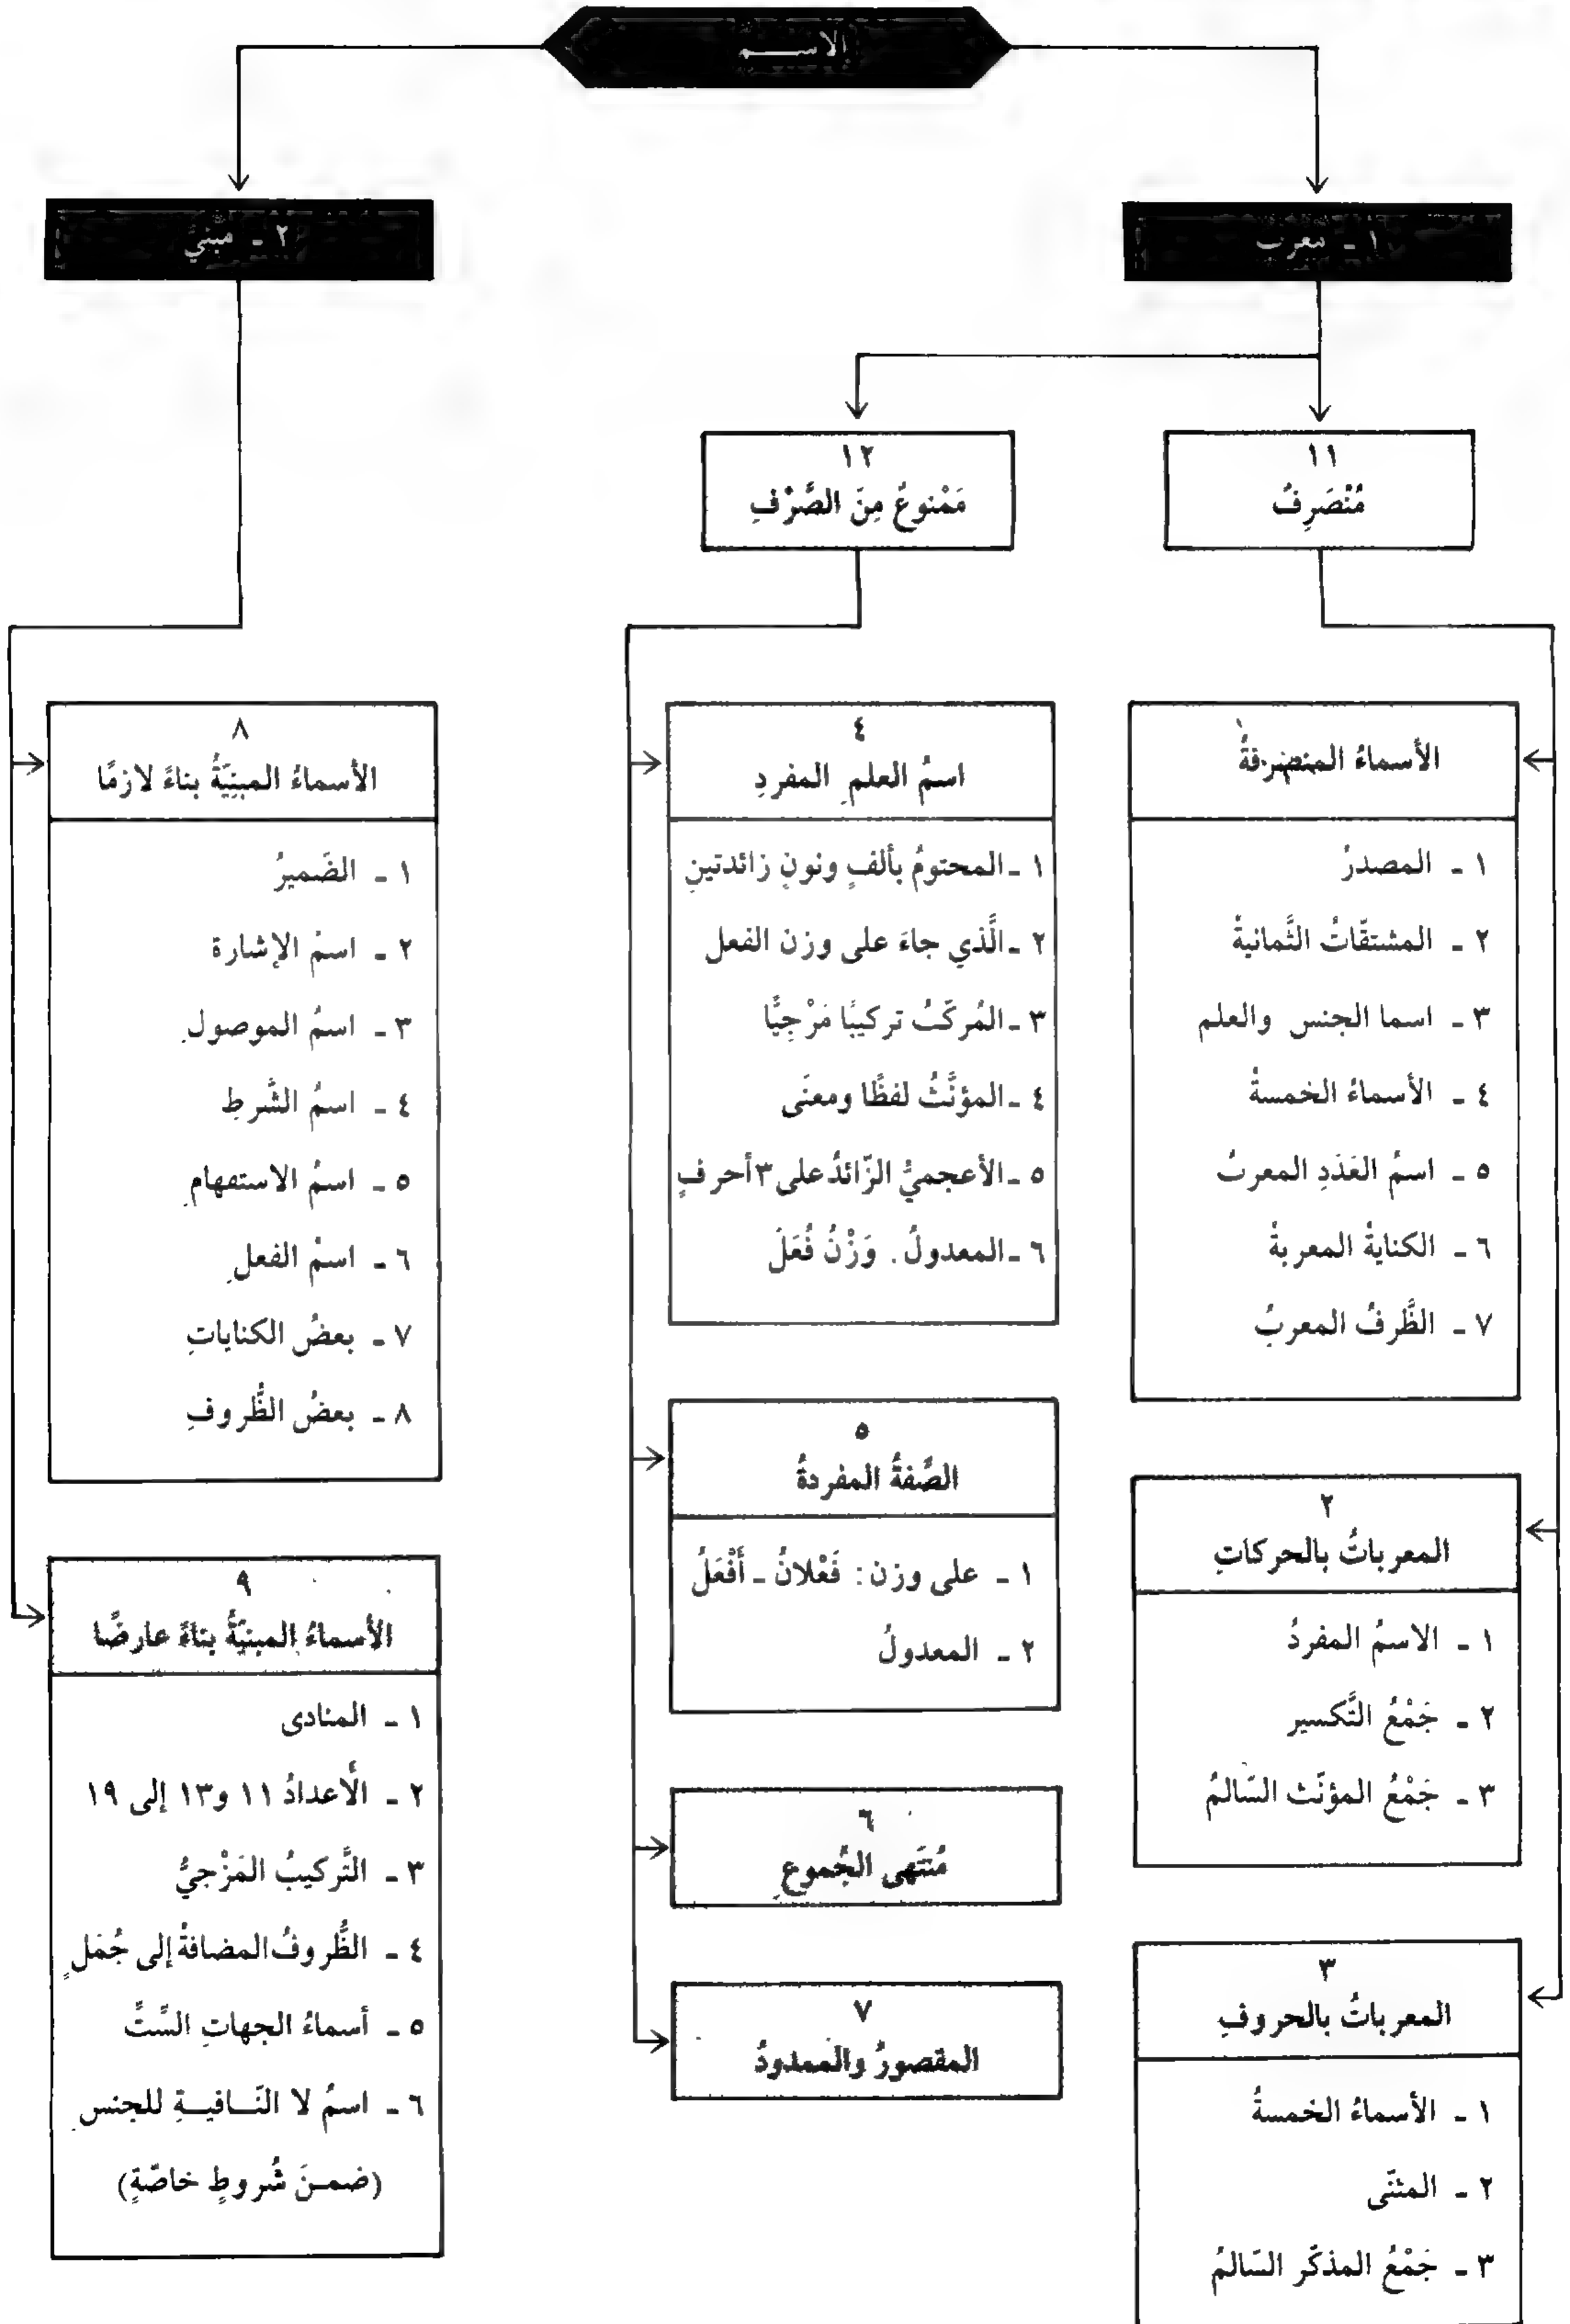 الاســـم
١ ـ معرب
٢ ـ مبنيٌّ
١١
مُنْصَرِفٌ
١٢
مَمْنوعٌ مِنَ الصَّرْفِ
الأسماءُ المنصرفةُ
١ ـ المصدرُ
٢ ـ المشتقّاتُ الثَّمانيةُ
٣ ـ اسما الجنس والعلم
٤ ـ الأسماءُ الخمسةُ
٥ ـ اسمُ العَدَدِ المعربُ
٦ ـ الكنايةُ المعربةُ
٧ ـ الظَّرفُ المعربُ
٢
المعرباتُ بالحركاتِ
١ ـ الاسمُ المفردُ
٢ ـ جَمْعُ التَّكسير
٣ ـ جَمْعُ المؤنّث السّالمُ
٣
المعرباتُ بالحروفِ
١ ـ الأسماءُ الخمسةُ
٢ ـ المثنّى
٣ ـ جَمْعُ المذكّر السّالمُ
٤
اسمُ العلمِ المفردِ
١ ـ المختومُ بألفٍ ونونٍ زائدتينِ
٢ ـ الَّذي جاءَ على وزن الفعل
٣ ـ المُركّبُ تركيبًا مَزْجِيًّا
٤ ـ المؤنَّثُ لفظًا ومعنًى
٥ ـ الأعجميُّ الزّائدُ على ٣ أحرفٍ
٦ ـ المعدولُ . وَزْنُ فُعَلَ
٥
الصِّفةُ المفردةُ
١ ـ على وزن : فَعْلانُ ـ أَفْعَلُ
٢ ـ المعدولُ
٦
مُنتَهى الجُموعِ
٧
المقصورُ والممدودُ
٨
الأسماءُ المبنِيّةُ بناءً لازمًا
١ ـ الضَميرُ
٢ ـ اسمُ الإشارة
٣ ـ اسمُ الموصولِ
٤ ـ اسمُ الشَّرطِ
٥ ـ اسمُ الاستفهامِ
٦ ـ اسمُ الفعلِ
٧ ـ بعضُ الكناياتِ
٨ ـ بعضُ الظُّروفِ
٩
الأسماءُ المبنيّةُ بناءً عارضًا
١ ـ المنادى
٢ ـ الأعدادُ ١١ و١٣ إلى ١٩
٣ ـ التَّركيبُ المَزْجيُّ
٤ ـ الظُّروفُ المضافةُ إلى جُمَلٍ
٥ ـ أسماءُ الجهاتِ السِّتِّ
٦ ـ اسمُ لا النّـافيـةِ للجنسِ
(ضمـنَ شُروطٍ خاصّةٍ)